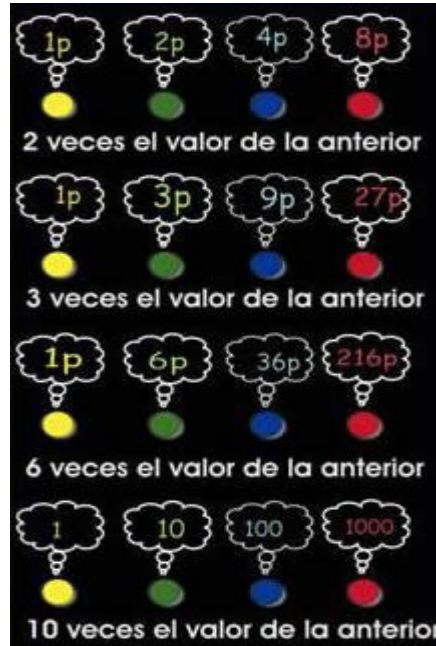 1p 2p 4p 8p
2 veces el valor de la anterior
1p 3p 9p 27p
3 veces el valor de la anterior
1p 6p 36p 216p
6 veces el valor de la anterior
1 10 100 1000
10 veces el valor de la anterior